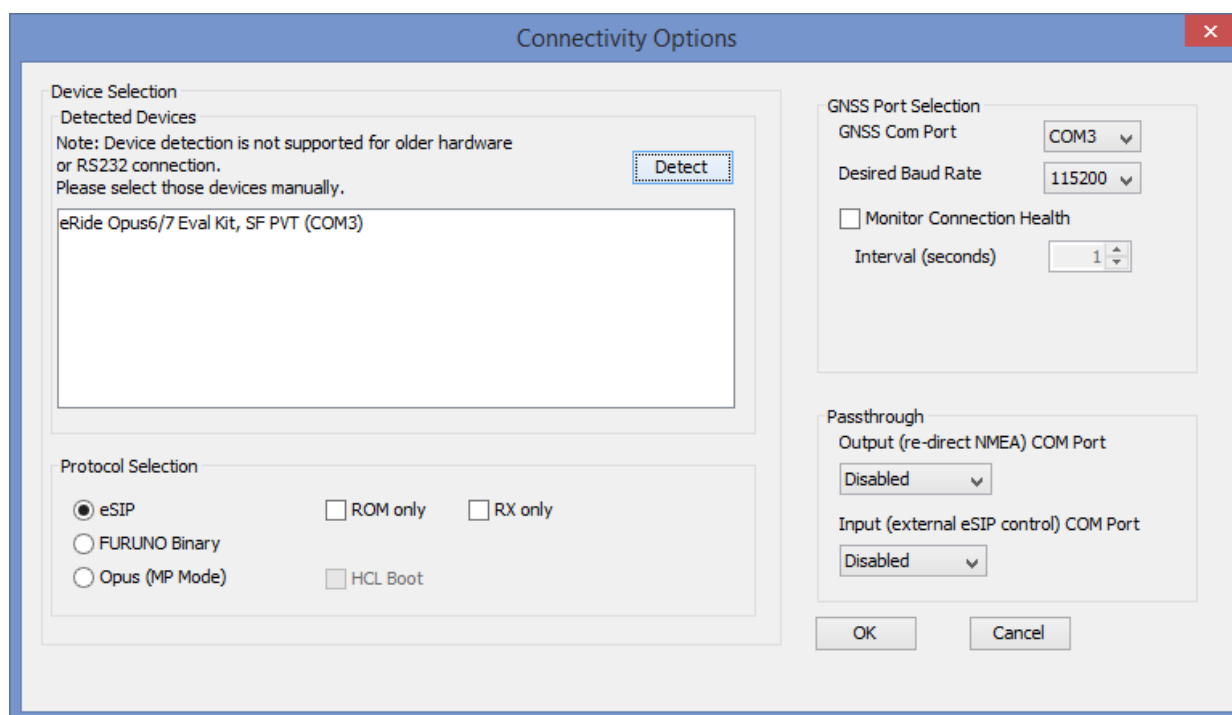 Connectivity Options
Device Selection
Detected Devices
Note: Device detection is not supported for older hardware
or RS232 connection.
Please select those devices manually.
Detect
eRide Opus6/7 Eval Kit, SF PVT (COM3)
Protocol Selection
eSIP
ROM only
RX only
FURUNO Binary
Opus (MP Mode)
HCL Boot
GNSS Port Selection
GNSS Com Port
COM3
Desired Baud Rate
115200
Monitor Connection Health
Interval (seconds)
1
Passthrough
Output (re-direct NMEA) COM Port
Disabled
Input (external eSIP control) COM Port
Disabled
OK
Cancel